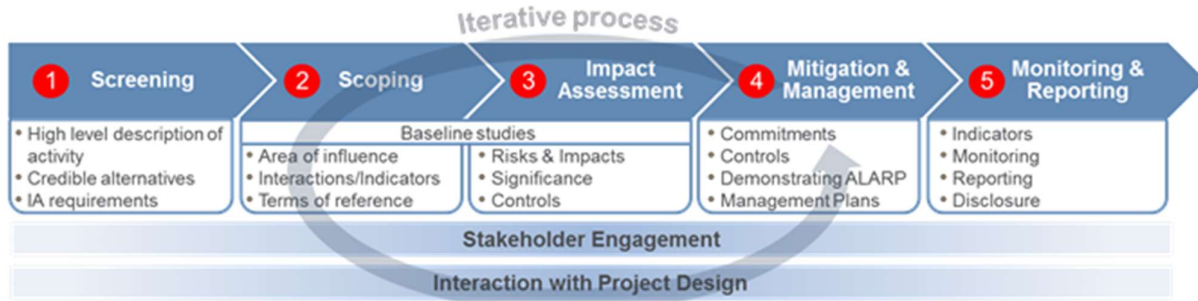 Iterative process
1 Screening
2 Scoping
3 Impact
Assessment
4 Mitigation &
Management
5 Monitoring &
Reporting
• High level description of
activity
• Credible alternatives
• IA requirements
Baseline studies
• Area of influence
• Interactions/Indicators
• Terms of reference
• Risks & Impacts
• Significance
• Controls
• Commitments
• Controls
• Demonstrating ALARP
• Management Plans
• Indicators
• Monitoring
• Reporting
• Disclosure
Stakeholder Engagement
Interaction with Project Design